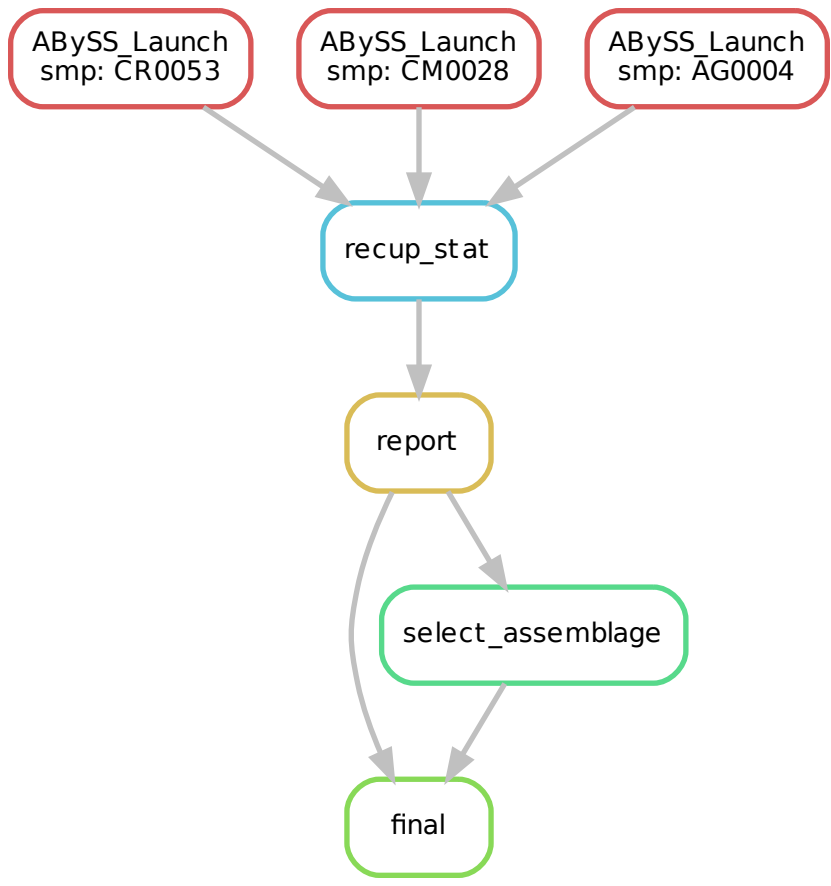 ABySS_Launch
smp: CR0053
ABySS_Launch
smp: CM0028
ABySS_Launch
smp: AG0004
recup_stat
report
select_assemblage
final